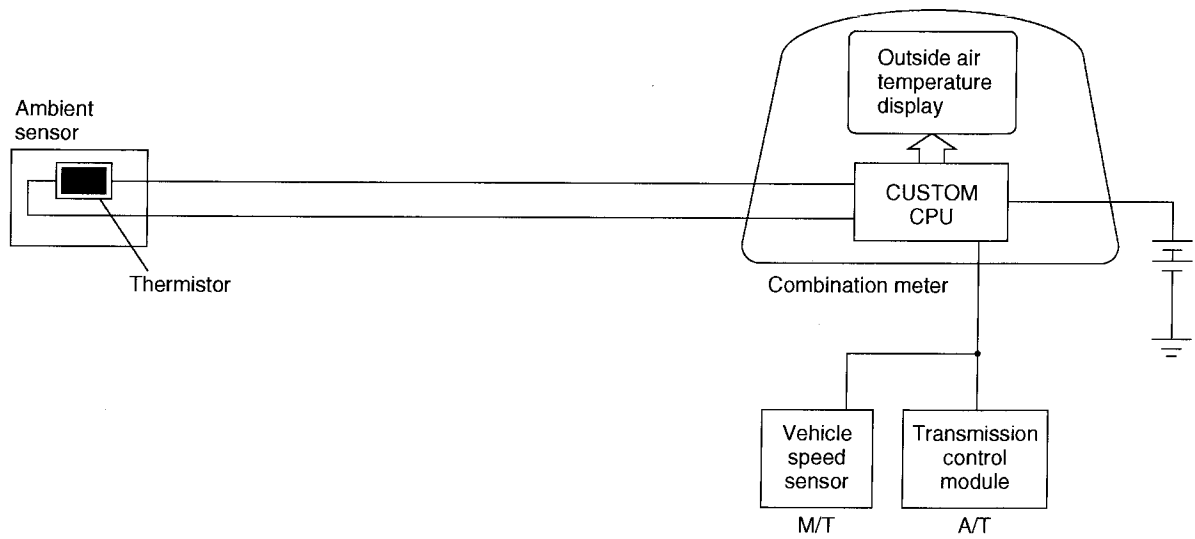 Outside air
temperature
display
Ambient
sensor
CUSTOM
CPU
Thermistor
Combination meter
Vehicle
speed
sensor
Transmission
control
module
M/T
A/T